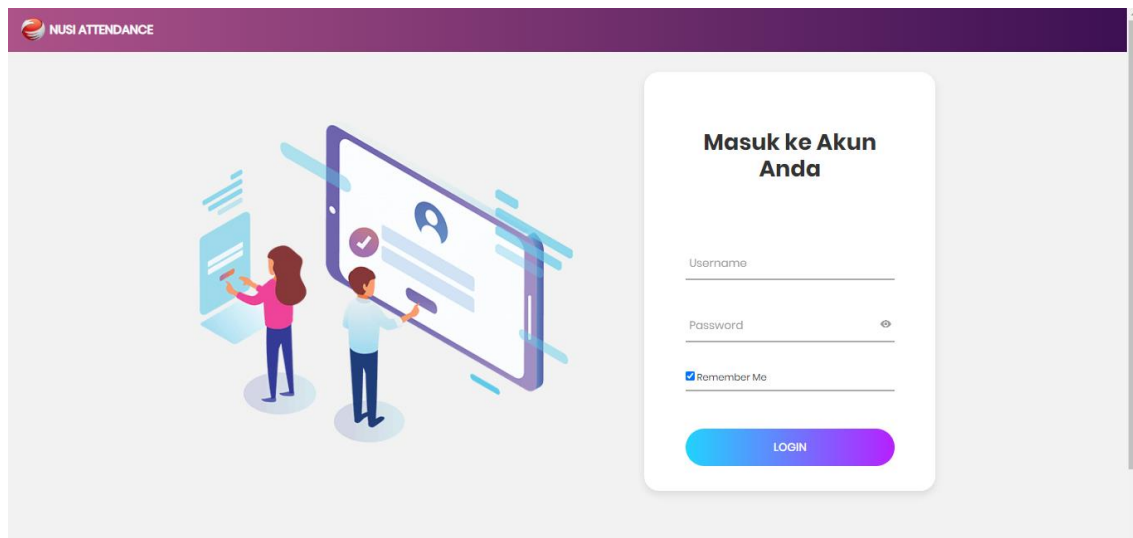 NUSI ATTENDANCE
Masuk ke Akun
Anda
Username
Password
Remember Me
LOGIN